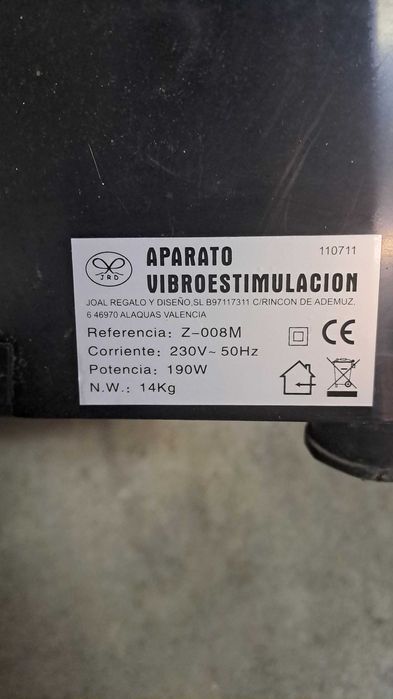 JRD
APARATO
110711
VIBROESTIMULACION
JOAL REGALO Y DISEÑO,SL B97117311 C/RINCON DE ADEMUZ,
6 46970 ALAQUAS VALENCIA
Referencia: Z-008M
Corriente: 230V~50Hz
Potencia: 190W
N.W.: 14Kg
CE